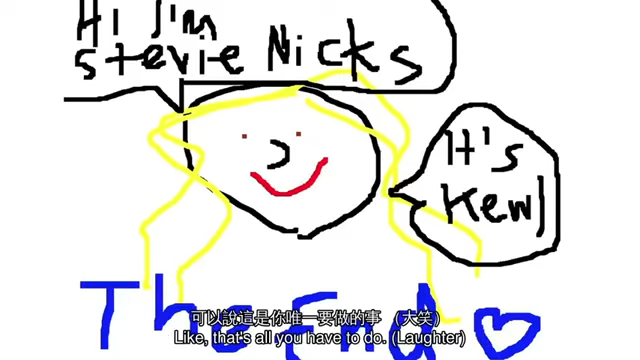 Hi I'm
Stevie Nicks
It's
Kewl
The End
可以說這是你唯一要做的事 （大笑）
Like, that's all you have to do. (Laughter)